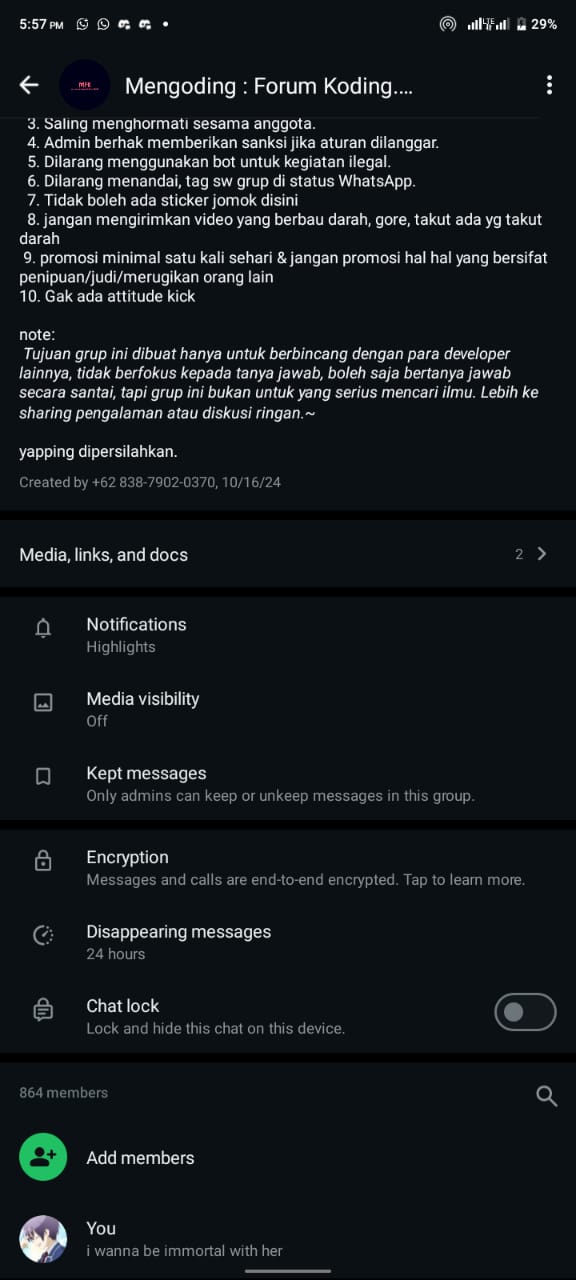 5:57 PM
LTE
29%
MFK
Mengoding : Forum Koding....
3. Saling menghormati sesama anggota.
4. Admin berhak memberikan sanksi jika aturan dilanggar.
5. Dilarang menggunakan bot untuk kegiatan ilegal.
6. Dilarang menandai, tag sw grup di status WhatsApp.
7. Tidak boleh ada sticker jomok disini
8. jangan mengirimkan video yang berbau darah, gore, takut ada yg takut
darah
9. promosi minimal satu kali sehari & jangan promosi hal hal yang bersifat
penipuan/judi/merugikan orang lain
10. Gak ada attitude kick
note:
Tujuan grup ini dibuat hanya untuk berbincang dengan para developer
lainnya, tidak berfokus kepada tanya jawab, boleh saja bertanya jawab
secara santai, tapi grup ini bukan untuk yang serius mencari ilmu. Lebih ke
sharing pengalaman atau diskusi ringan.~
yapping dipersilahkan.
Created by +62 838-7902-0370, 10/16/24
Media, links, and docs
2
Notifications
Highlights
Media visibility
Off
Kept messages
Only admins can keep or unkeep messages in this group.
Encryption
Messages and calls are end-to-end encrypted. Tap to learn more.
Disappearing messages
24 hours
Chat lock
Lock and hide this chat on this device.
864 members
Add members
You
i wanna be immortal with her